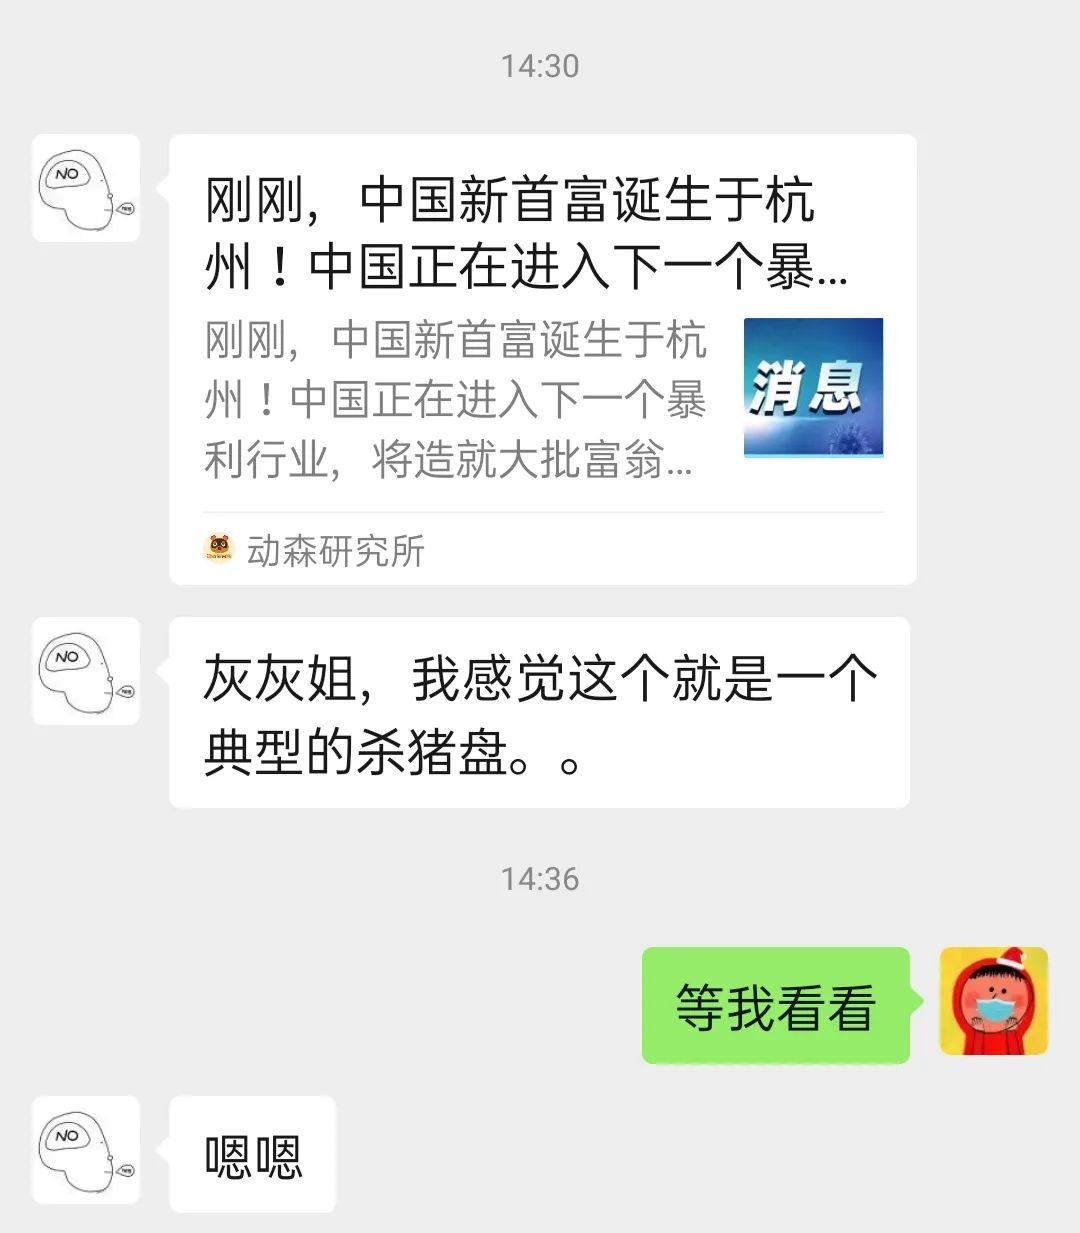 14:30
NO
刚刚，中国新首富诞生于杭
州！中国正在进入下一个暴...
刚刚，中国新首富诞生于杭
州！中国正在进入下一个暴
利行业，将造就大批富翁...
消息
动森研究所
NO
灰灰姐，我感觉这个就是一个
典型的杀猪盘。。
14:36
等我看看
NO
嗯嗯